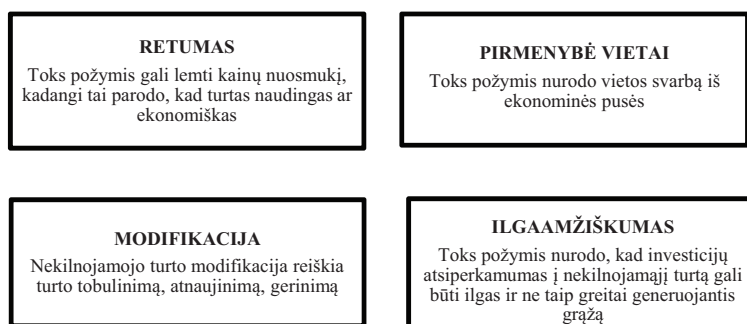 RETUMAS
Toks požymis gali lemti kainų nuosmukį,
kadangi tai parodo, kad turtas naudingas ar
ekonomiškas
PIRMENYBĖ VIETAI
Toks požymis nurodo vietos svarbą iš
ekonominės pusės
MODIFIKACIJA
Nekilnojamojo turto modifikacija reiškia
turto tobulinimą, atnaujinimą, gerinimą
ILGAAMŽIŠKUMAS
Toks požymis nurodo, kad investicijų
atsiperkamumas į nekilnojamąjį turtą gali
būti ilgas ir ne taip greitai generuojantis
grąžą